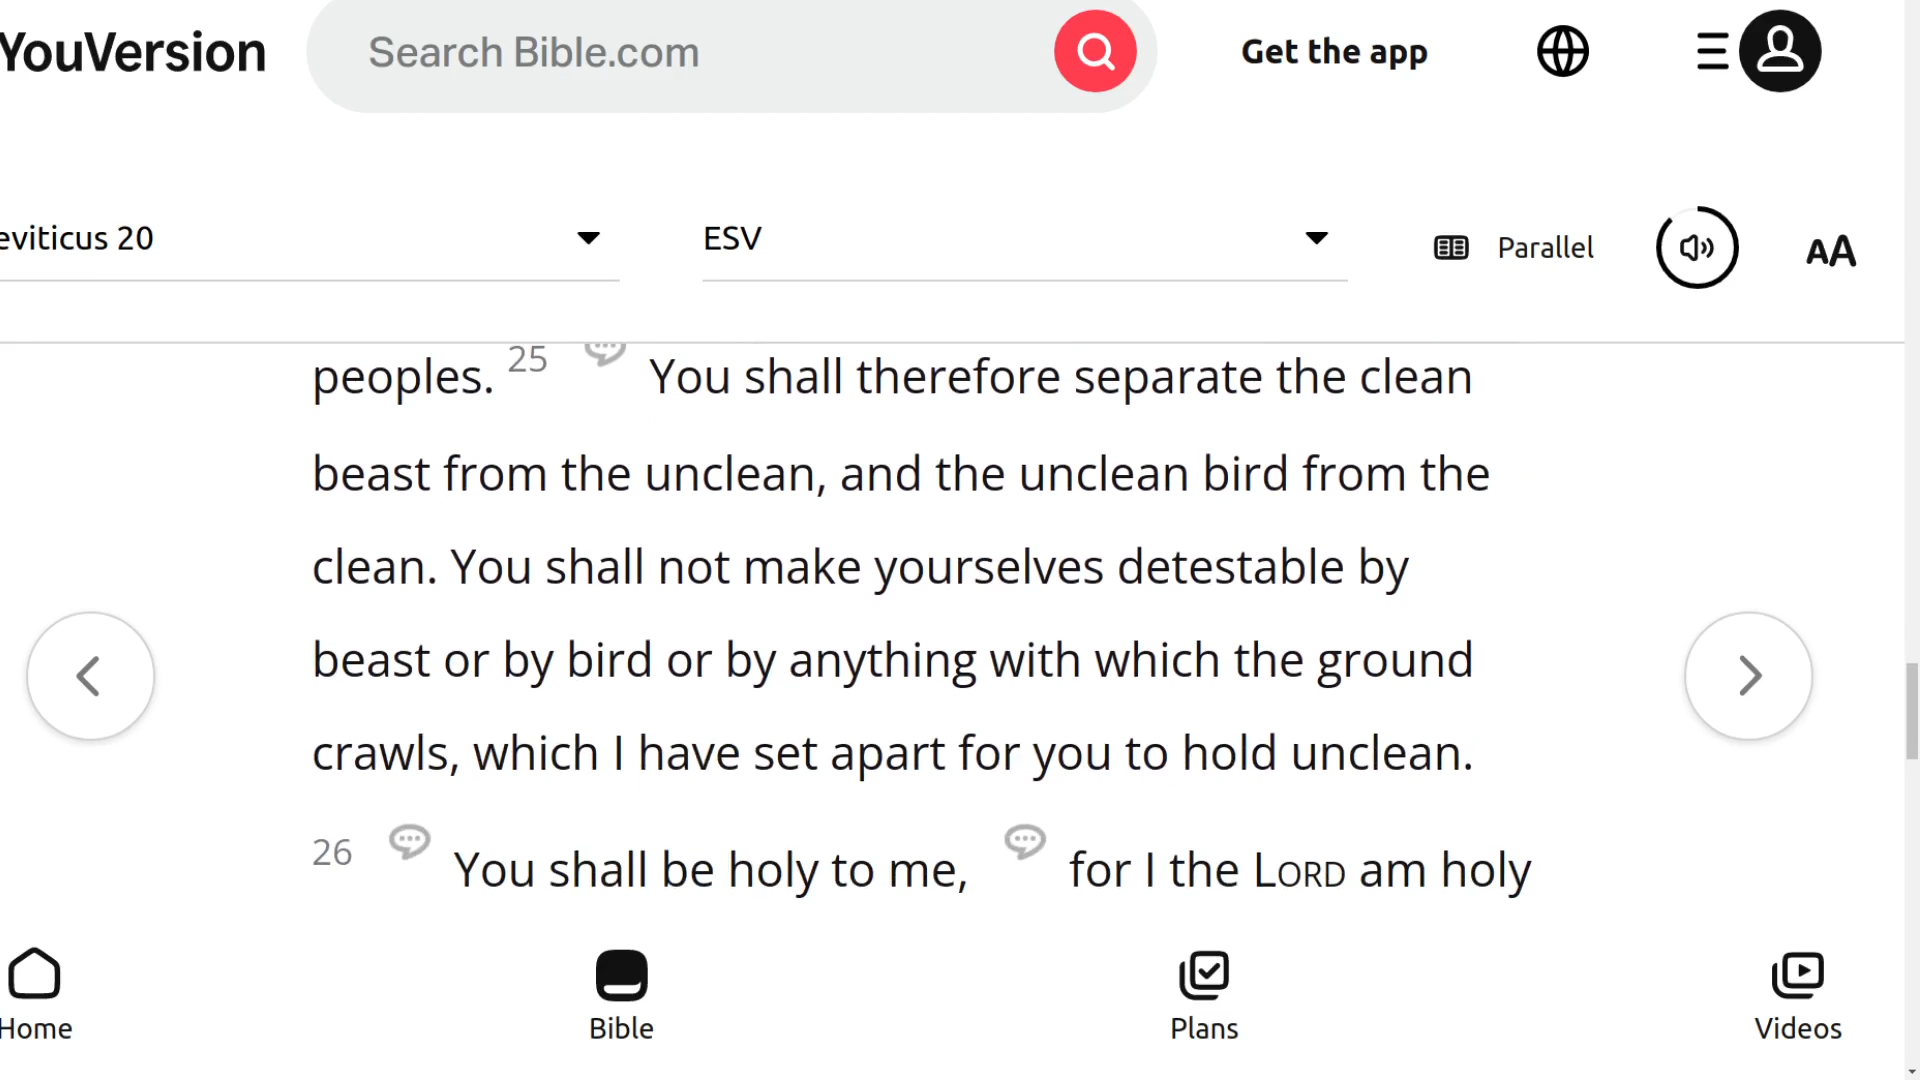 YouVersion
Search Bible.com
Get the app
eviticus 20
ESV
Parallel
AA
peoples. 25 You shall therefore separate the clean
beast from the unclean, and the unclean bird from the
clean. You shall not make yourselves detestable by
beast or by bird or by anything with which the ground
crawls, which I have set apart for you to hold unclean.
26 You shall be holy to me, for I the LORD am holy
Home
Bible
Plans
Videos